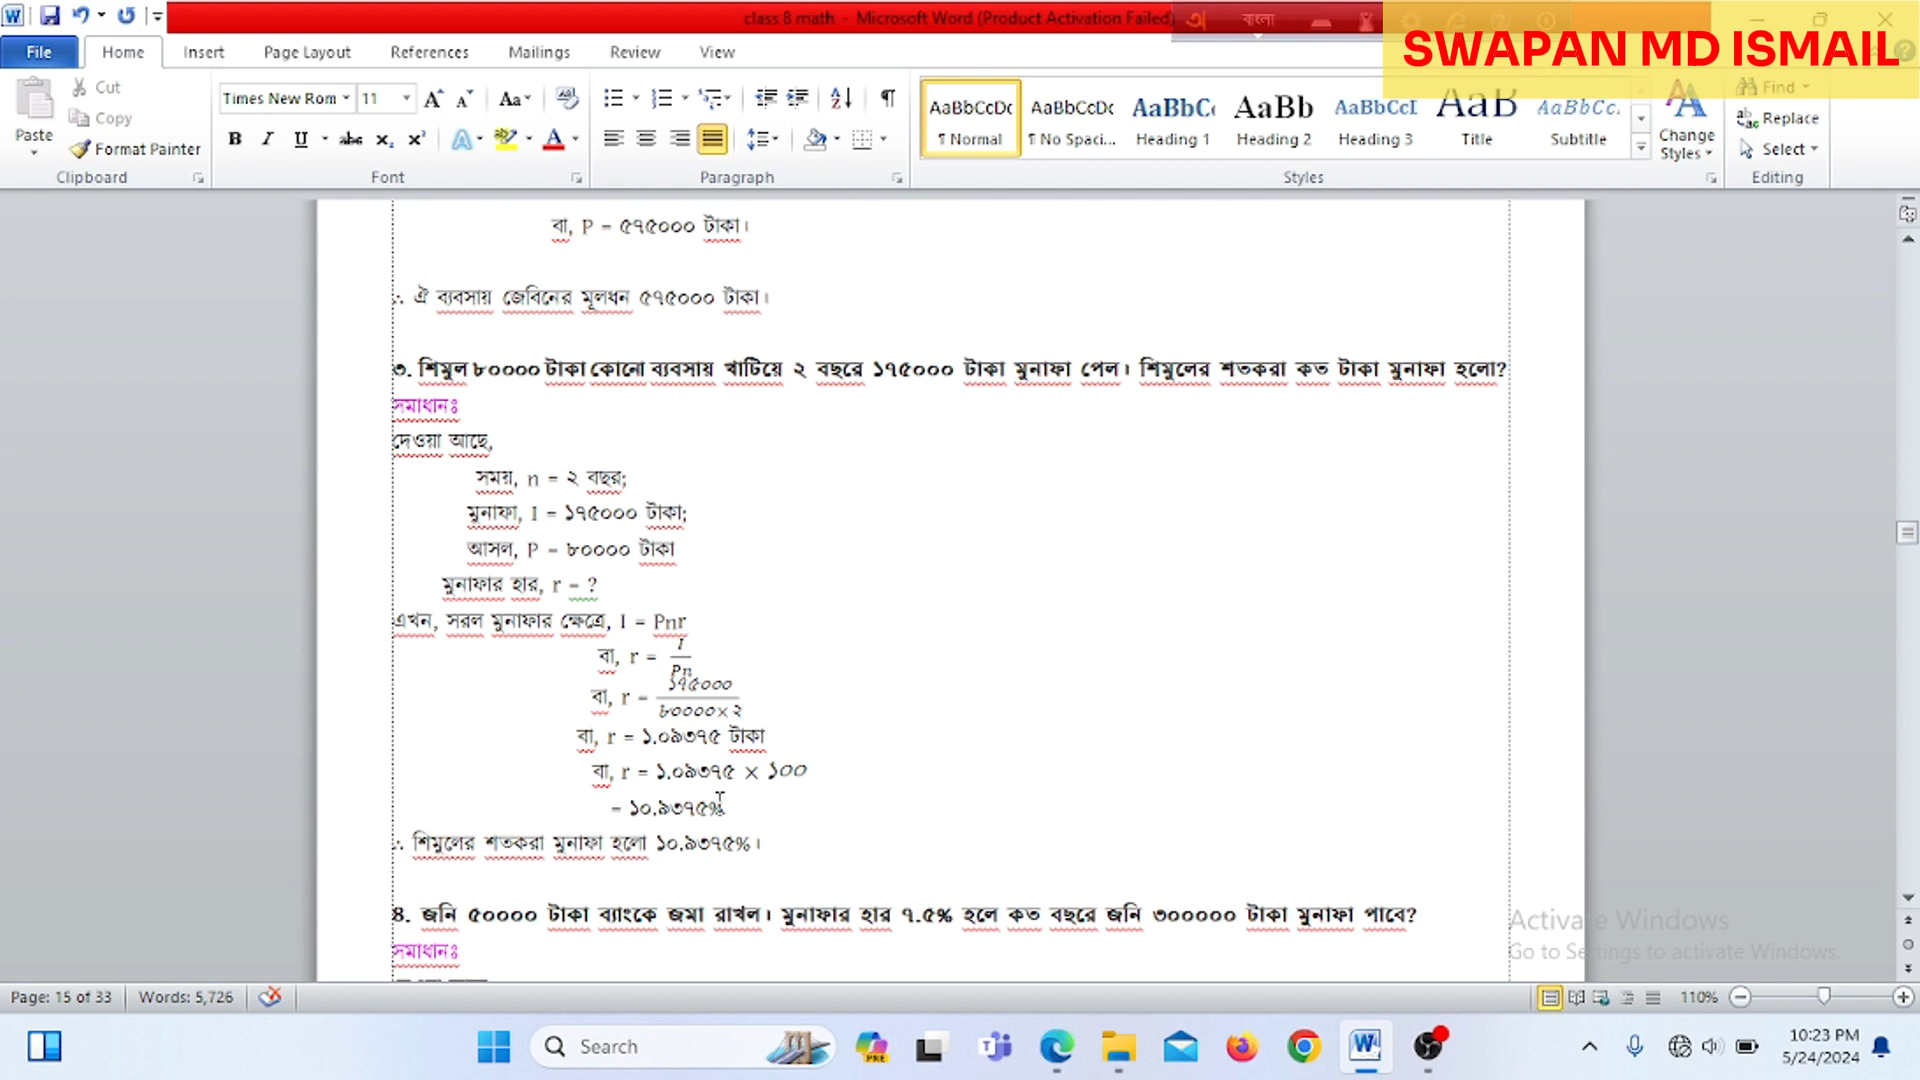 class 8 math - Microsoft Word (Product Activation Failed)
বাংলা
SWAPAN MD ISMAIL
File Home Insert Page Layout References Mailings Review View
Cut
Copy
Format Painter
Paste
Times New Rom 11
AaBbCcDc AaBbCcDc AaBbC AaBb AaBbCcI AaB AaBbCc.
¶ Normal ¶ No Spaci... Heading 1 Heading 2 Heading 3 Title Subtitle
Change Styles
Find
Replace
Select
Clipboard Font Paragraph Styles Editing
বা, P = ৫৭৫০০০ টাকা।
∴ ঐ ব্যবসায় জেবিনের মূলধন ৫৭৫০০০ টাকা।
৩. শিমুল ৮০০০০ টাকা কোনো ব্যবসায় খাটিয়ে ২ বছরে ১৭৫০০০ টাকা মুনাফা পেল। শিমুলের শতকরা কত টাকা মুনাফা হলো?
সমাধানঃ
দেওয়া আছে,
সময়, n = ২ বছর;
মুনাফা, I = ১৭৫০০০ টাকা;
আসল, P = ৮০০০০ টাকা
মুনাফার হার, r = ?
এখন, সরল মুনাফার ক্ষেত্রে, I = Pnr
বা, r = I/Pn
বা, r = ১৭৫০০০/৮০০০০×২
বা, r = ১.০৯৩৭৫ টাকা
বা, r = ১.০৯৩৭৫ × ১০০
= ১০.৯৩৭৫%
∴ শিমুলের শতকরা মুনাফা হলো ১০.৯৩৭৫%।
৪. জনি ৫০০০০ টাকা ব্যাংকে জমা রাখল। মুনাফার হার ৭.৫% হলে কত বছরে জনি ৩০০০০০ টাকা মুনাফা পাবে?
সমাধানঃ
Activate Windows
Go to Settings to activate Windows.
Page: 15 of 33 Words: 5,726 110%
Search
PRE
10:23 PM
5/24/2024